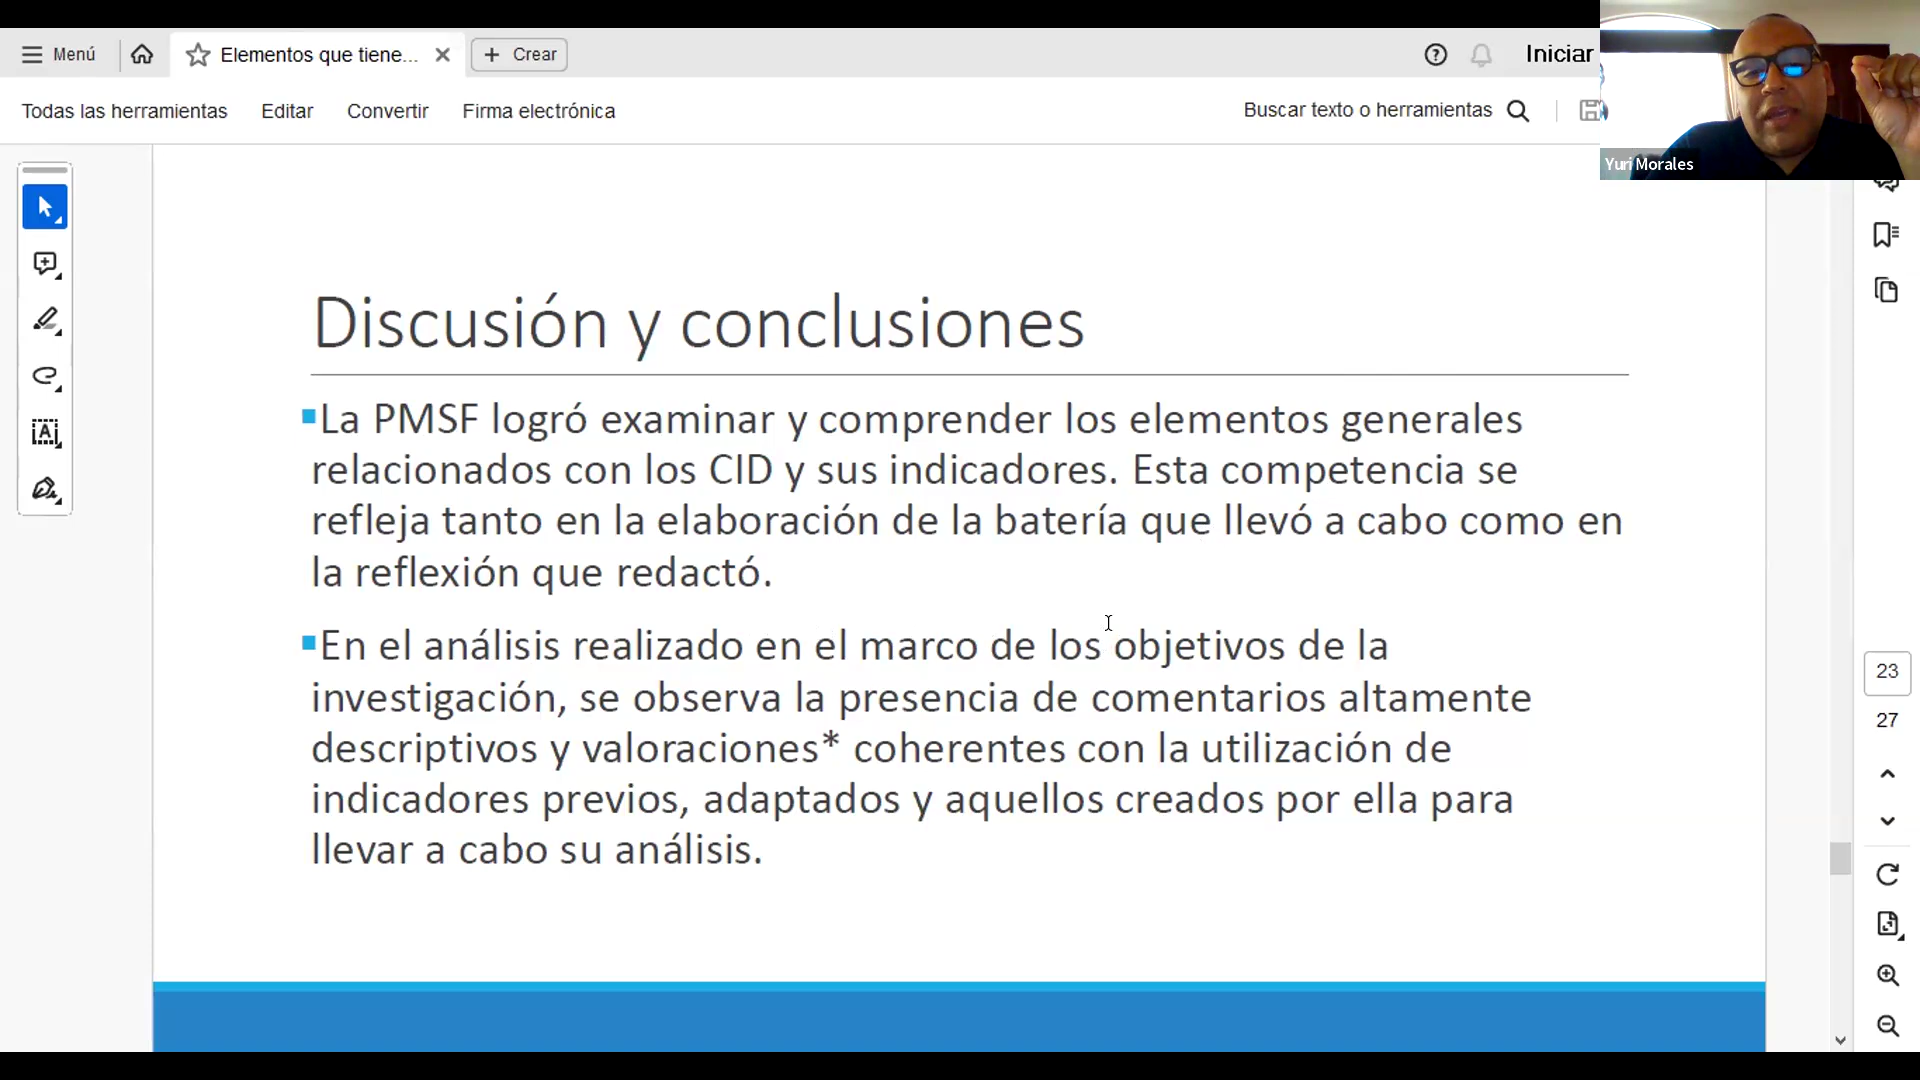 Menú
Elementos que tiene...
Crear
Iniciar
Todas las herramientas
Editar
Convertir
Firma electrónica
Buscar texto o herramientas
Yuri Morales
Discusión y conclusiones
La PMSF logró examinar y comprender los elementos generales
relacionados con los CID y sus indicadores. Esta competencia se
refleja tanto en la elaboración de la batería que llevó a cabo como en
la reflexión que redactó.
En el análisis realizado en el marco de los objetivos de la
investigación, se observa la presencia de comentarios altamente
descriptivos y valoraciones* coherentes con la utilización de
indicadores previos, adaptados y aquellos creados por ella para
llevar a cabo su análisis.
23
27